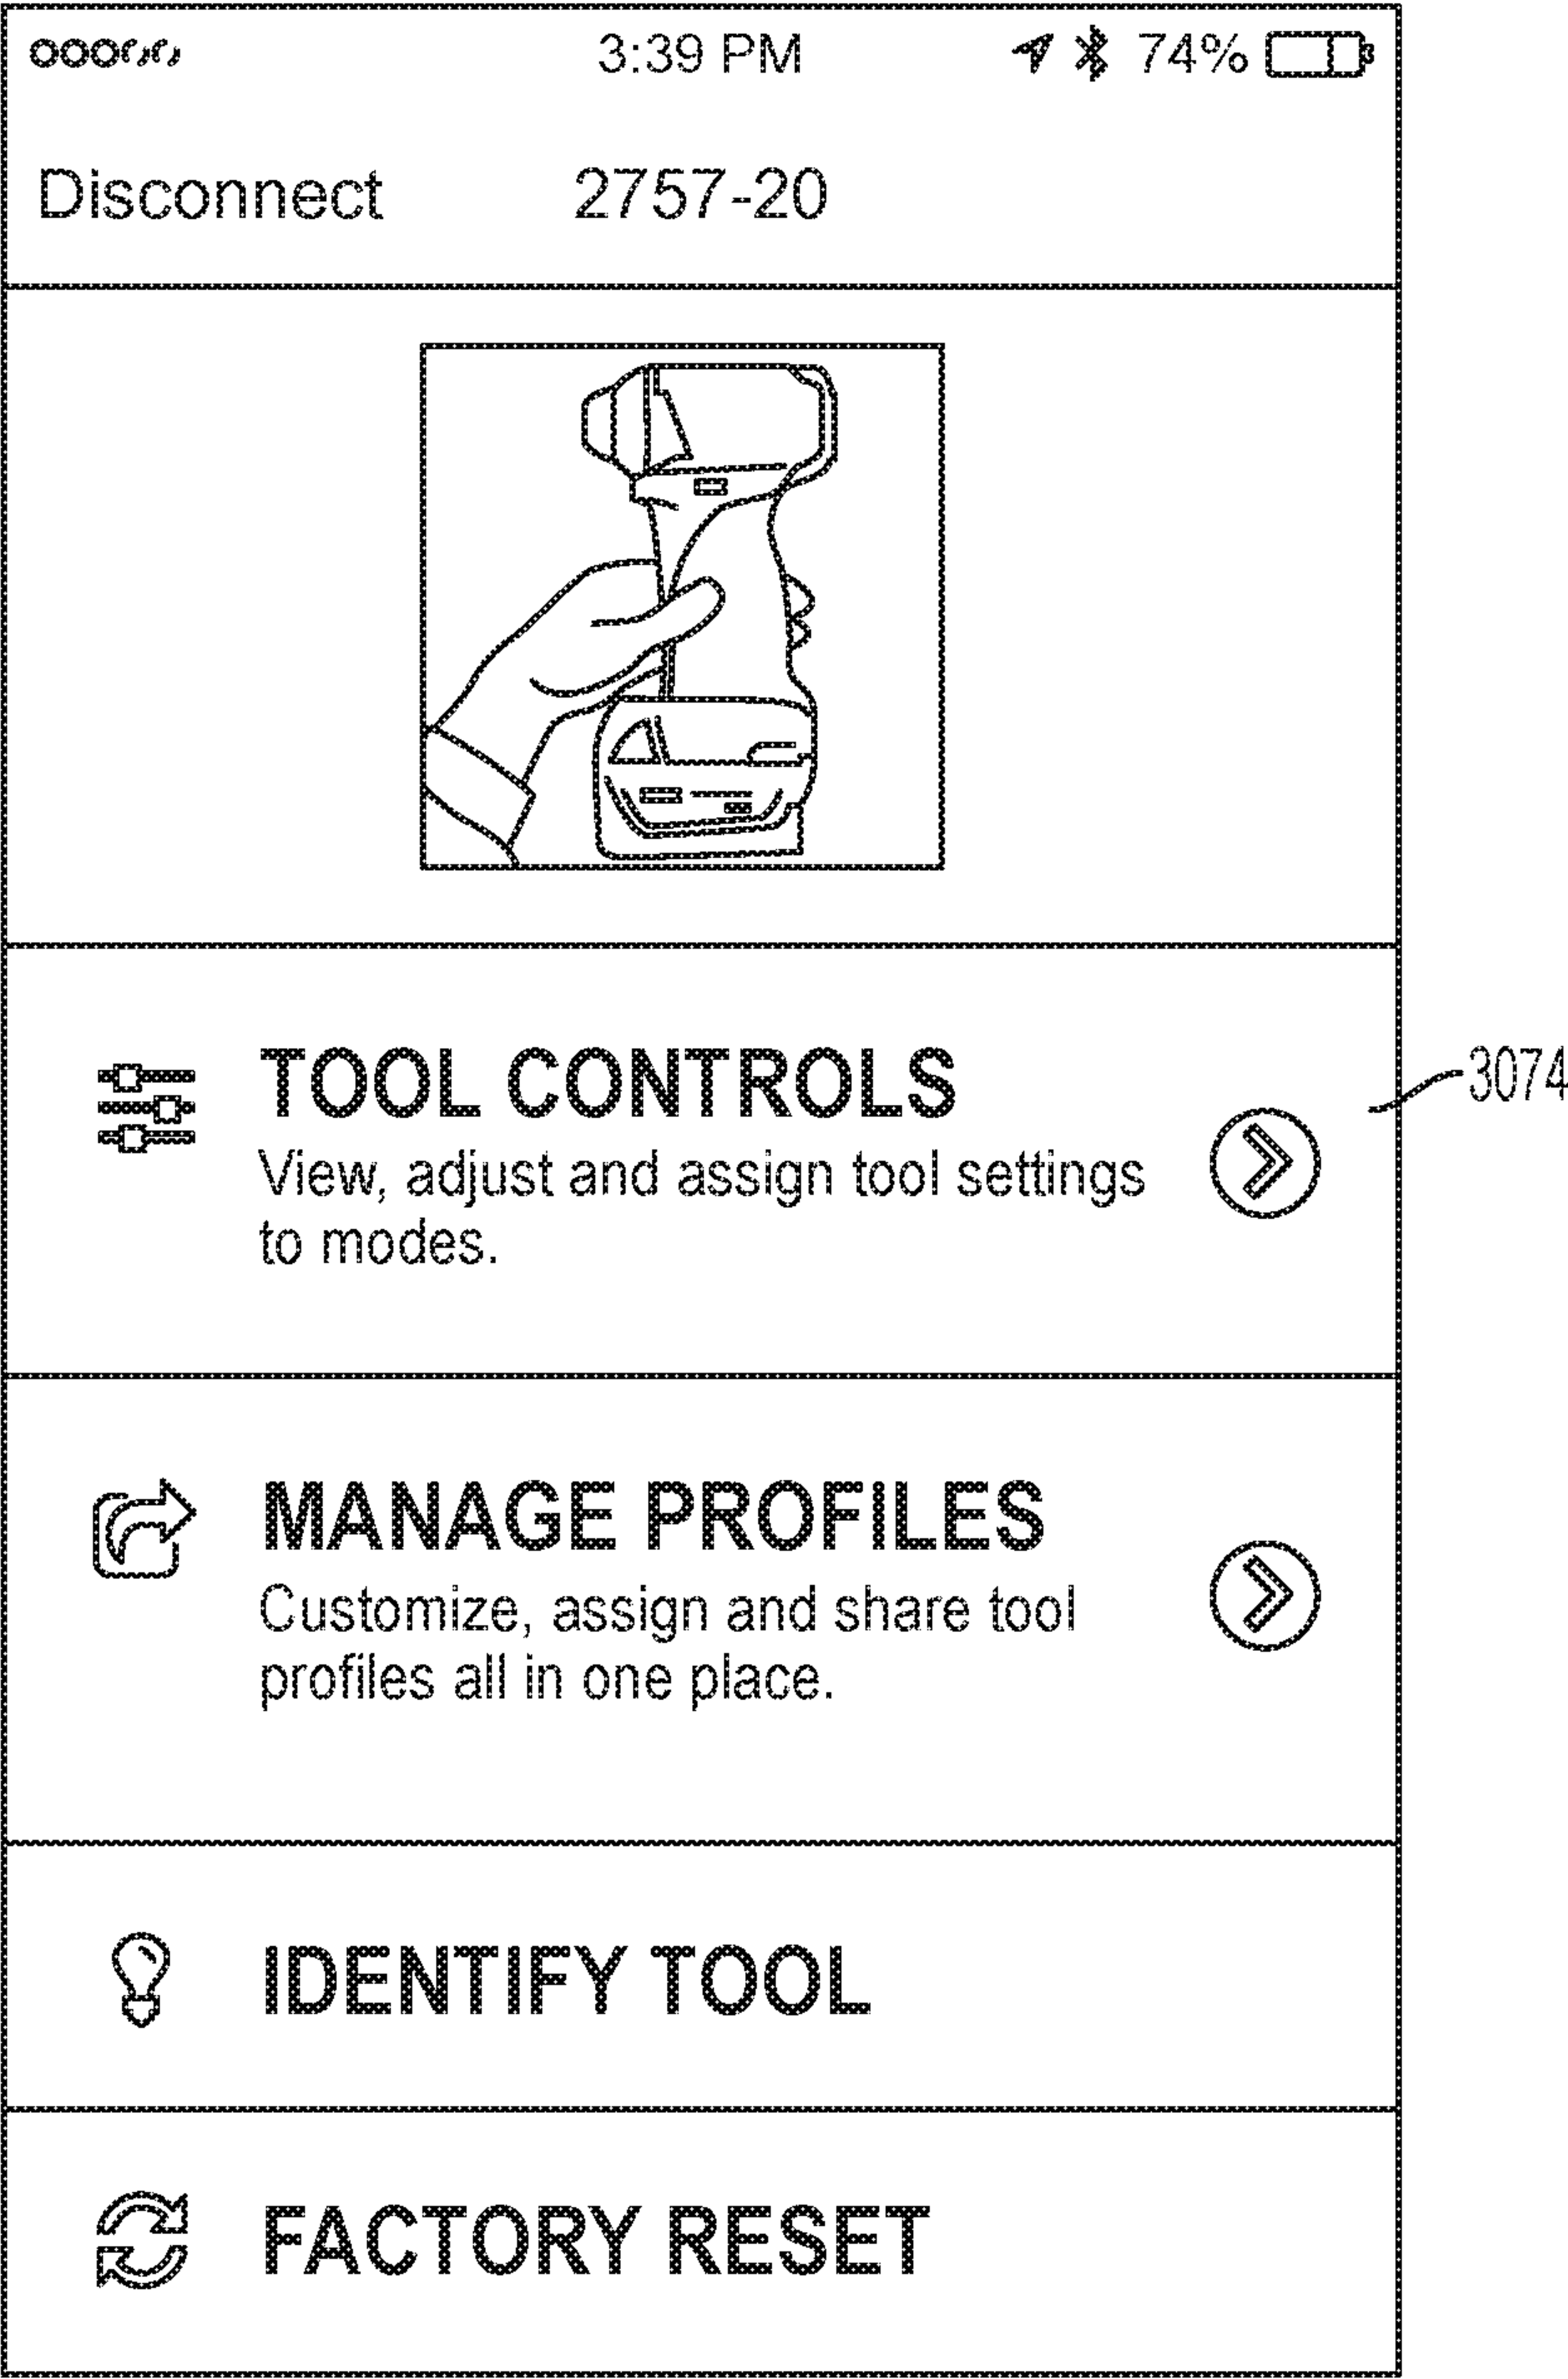 3:39 PM 74%
Disconnect 2757-20
TOOL CONTROLS
3074
View, adjust and assign tool settings
to modes.
MANAGE PROFILES
Customize, assign and share tool
profiles all in one place.
IDENTIFY TOOL
FACTORY RESET